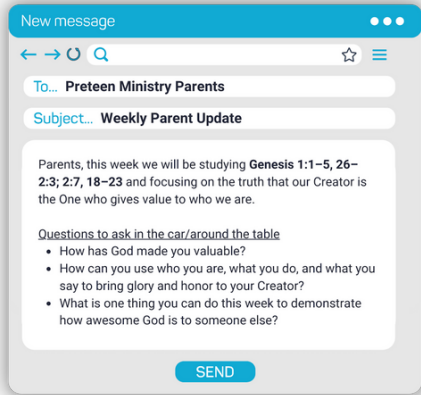 New message
To... Preteen Ministry Parents
Subject... Weekly Parent Update
Parents, this week we will be studying Genesis 1:1–5, 26–
2:3; 2:7, 18–23 and focusing on the truth that our Creator is
the One who gives value to who we are.
Questions to ask in the car/around the table
• How has God made you valuable?
• How can you use who you are, what you do, and what you
say to bring glory and honor to your Creator?
• What is one thing you can do this week to demonstrate
how awesome God is to someone else?
SEND